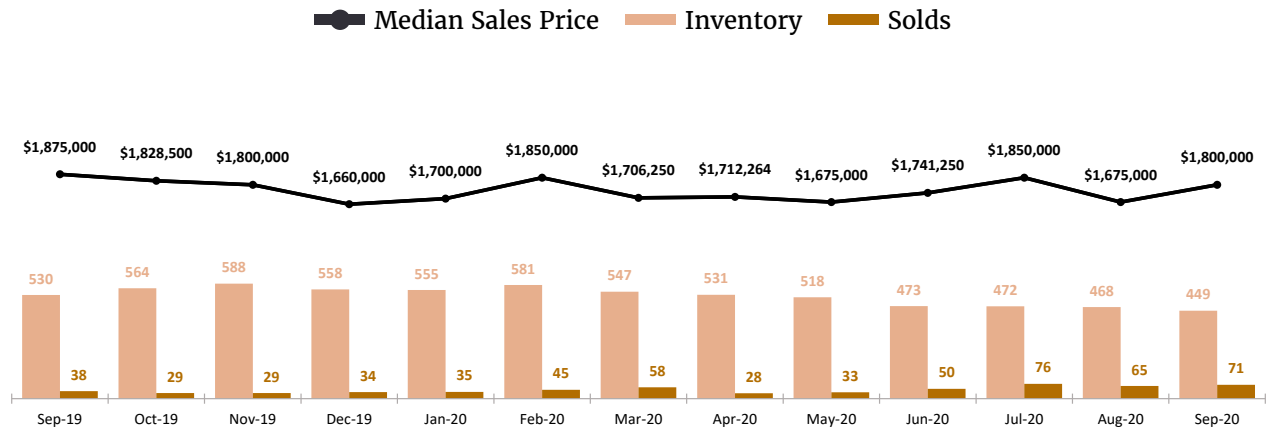 Median Sales Price Inventory Solds
$1,875,000 $1,828,500 $1,800,000 $1,660,000 $1,700,000 $1,850,000 $1,706,250 $1,712,264 $1,675,000 $1,741,250 $1,850,000 $1,675,000 $1,800,000
530 564 588 558 555 581 547 531 518 473 472 468 449
38 29 29 34 35 45 58 28 33 50 76 65 71
Sep-19 Oct-19 Nov-19 Dec-19 Jan-20 Feb-20 Mar-20 Apr-20 May-20 Jun-20 Jul-20 Aug-20 Sep-20